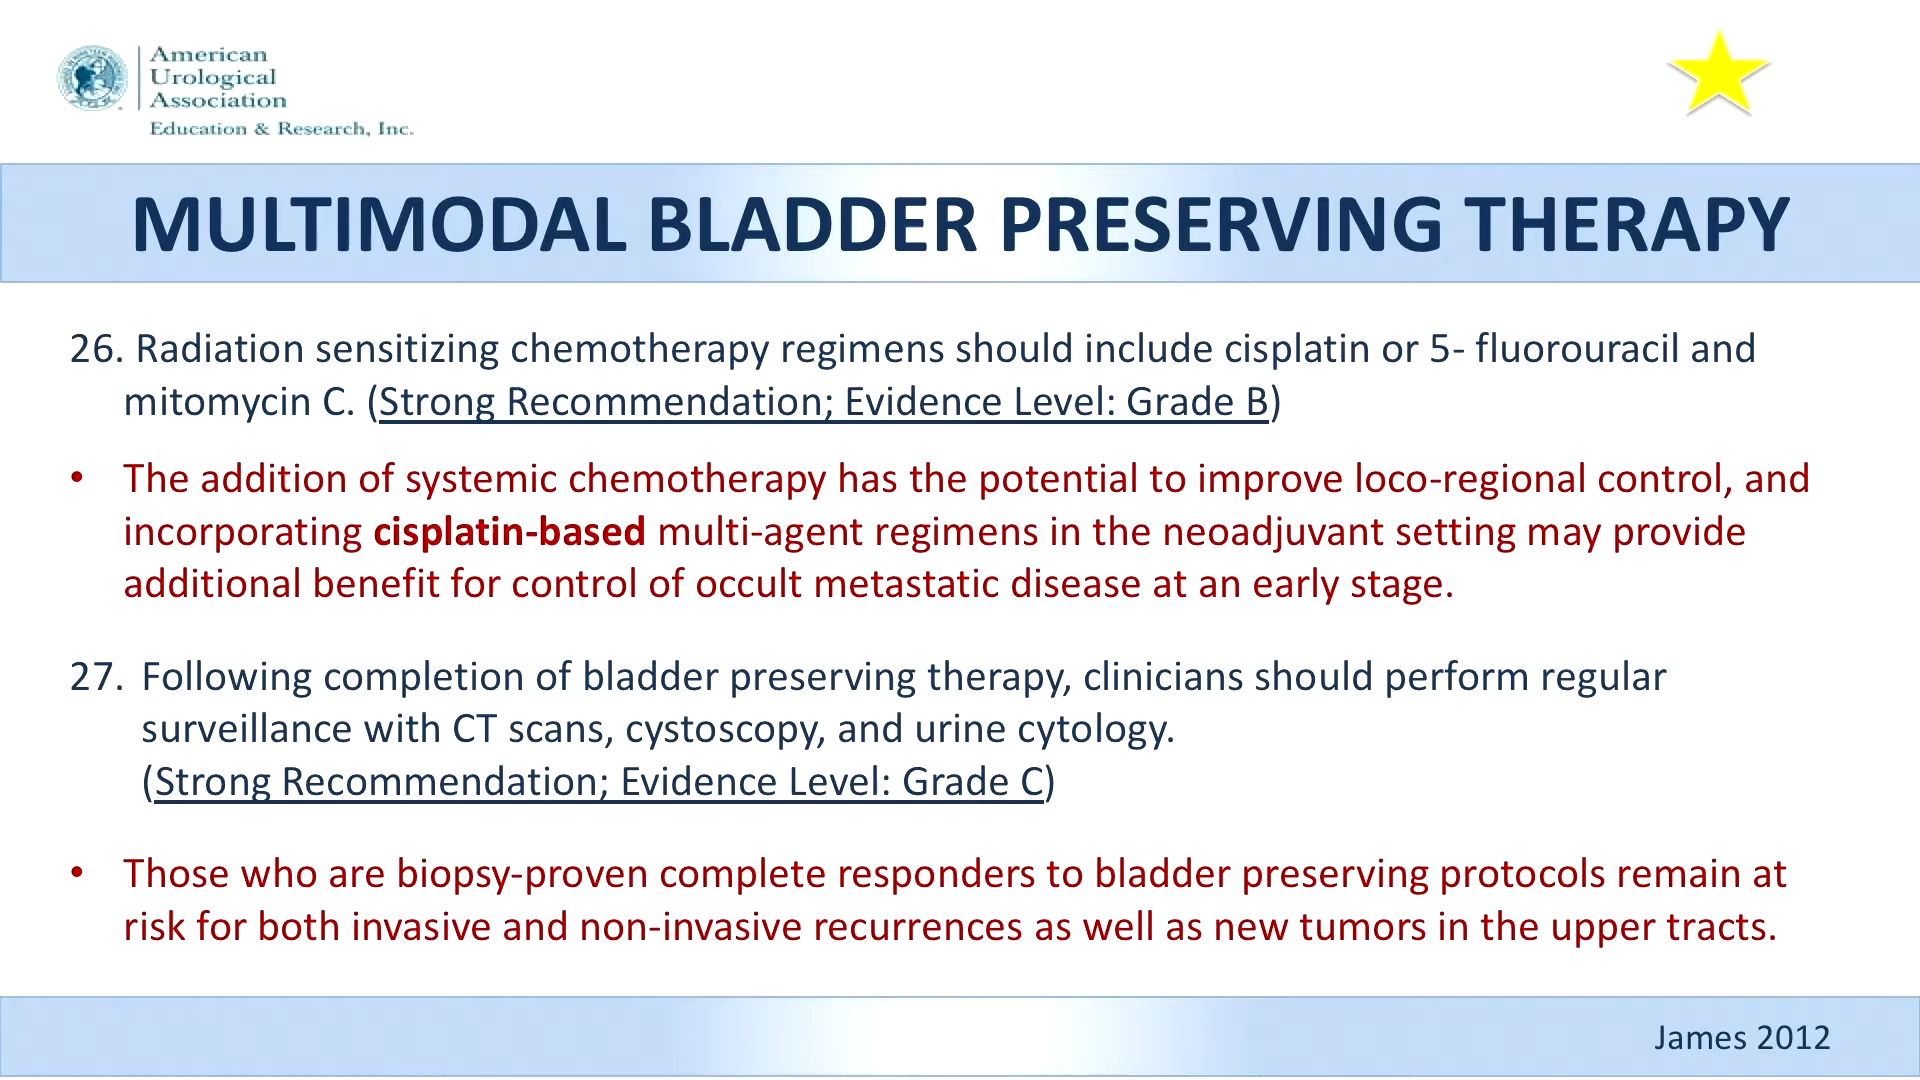 American
Urological
Association
Education & Research, Inc.
MULTIMODAL BLADDER PRESERVING THERAPY
26. Radiation sensitizing chemotherapy regimens should include cisplatin or 5- fluorouracil and
mitomycin C. (Strong Recommendation; Evidence Level: Grade B)
• The addition of systemic chemotherapy has the potential to improve loco-regional control, and
incorporating cisplatin-based multi-agent regimens in the neoadjuvant setting may provide
additional benefit for control of occult metastatic disease at an early stage.
27. Following completion of bladder preserving therapy, clinicians should perform regular
surveillance with CT scans, cystoscopy, and urine cytology.
(Strong Recommendation; Evidence Level: Grade C)
• Those who are biopsy-proven complete responders to bladder preserving protocols remain at
risk for both invasive and non-invasive recurrences as well as new tumors in the upper tracts.
James 2012